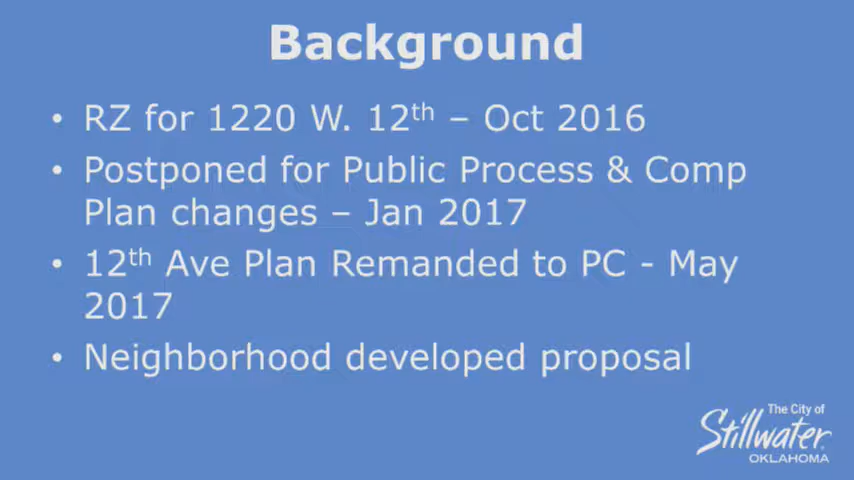 Background
• RZ for 1220 W. 12th – Oct 2016
• Postponed for Public Process & Comp
Plan changes – Jan 2017
• 12th Ave Plan Remanded to PC - May
2017
• Neighborhood developed proposal
The City of
Stillwater
OKLAHOMA